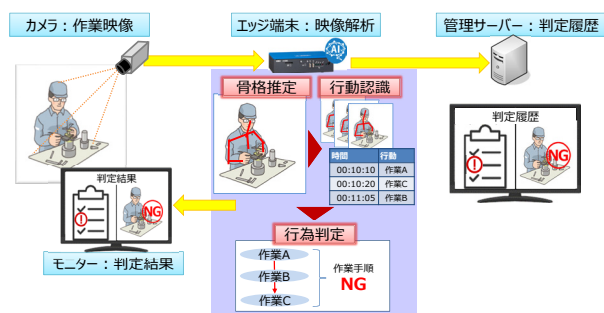 カメラ：作業映像
エッジ端末：映像解析
管理サーバー：判定履歴
AI
骨格推定
行動認識
時間 行動
00:10:10 作業A
00:10:20 作業C
00:11:05 作業B
判定履歴
NG
判定結果
NG
モニター：判定結果
行為判定
作業A
作業B
作業C
作業手順
NG